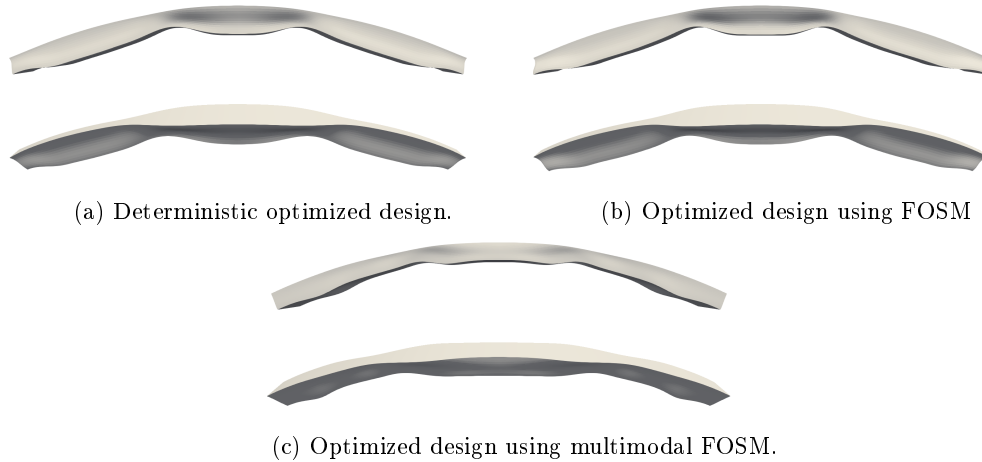 (a) Deterministic optimized design.
(b) Optimized design using FOSM
(c) Optimized design using multimodal FOSM.